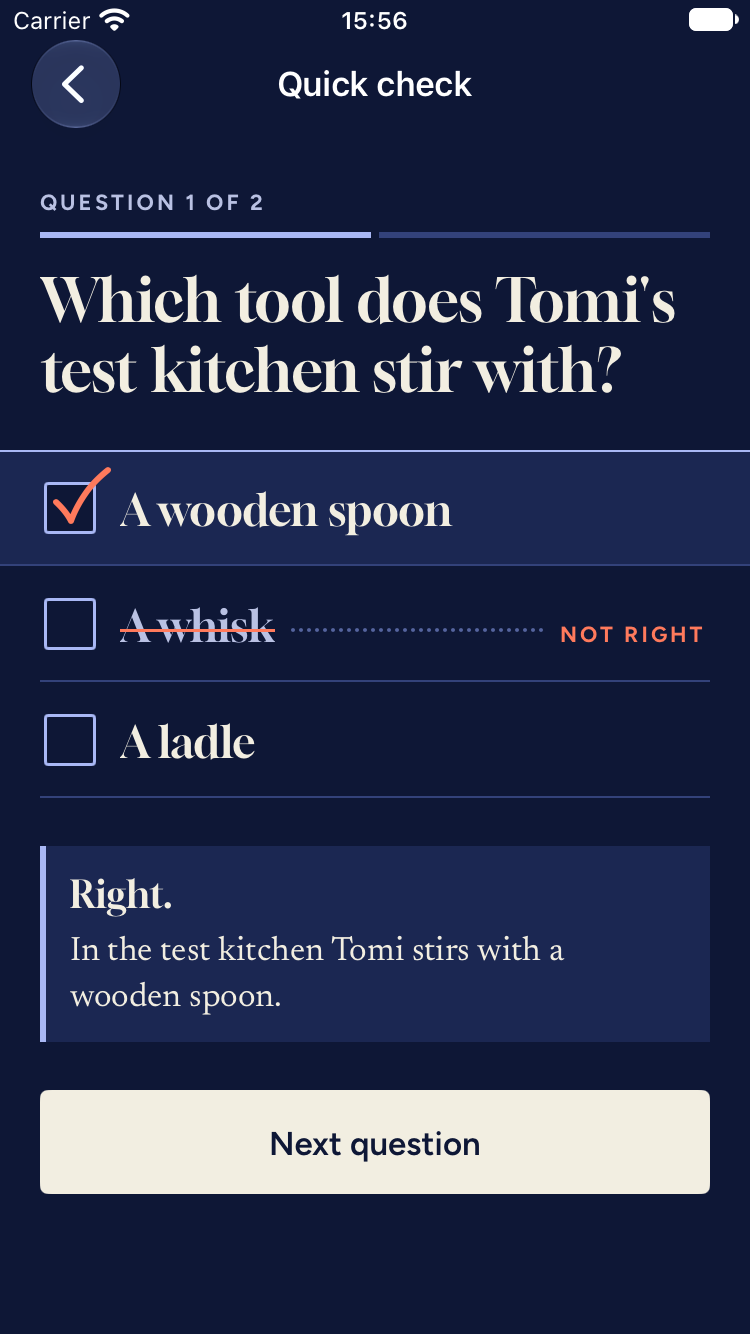 Carrier 15:56
Quick check
QUESTION 1 OF 2
Which tool does Tomi's
test kitchen stir with?
A wooden spoon
A whisk NOT RIGHT
A ladle
Right.
In the test kitchen Tomi stirs with a
wooden spoon.
Next question